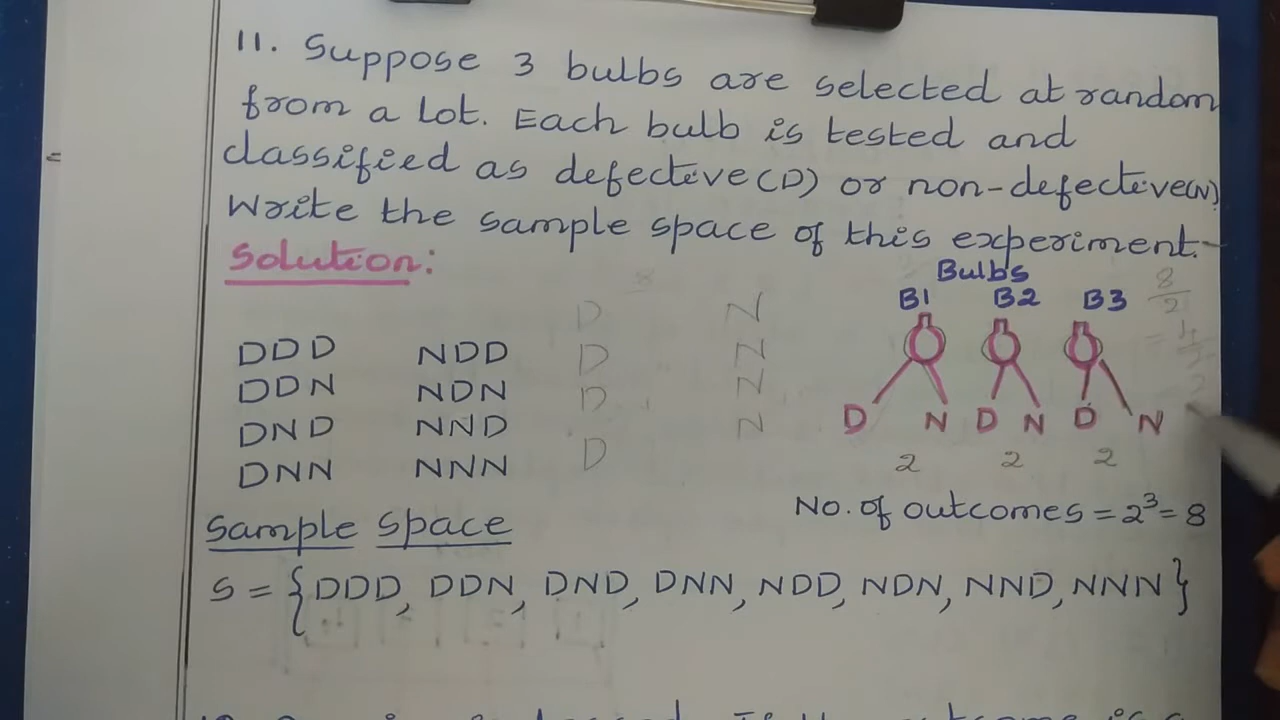 11. Suppose 3 bulbs are selected at random
from a lot. Each bulb is tested and
classified as defective (D) or non-defective(N).
Write the sample space of this experiment.
Solution:
Bulbs
B1 B2 B3
8
2
D N
DDD NDD D N
DDN NDN D N
DND NND D N
DNN NNN
D N D N D N
2 2 2
No. of outcomes = 2³ = 8
Sample space
S = {DDD, DDN, DND, DNN, NDD, NDN, NND, NNN}